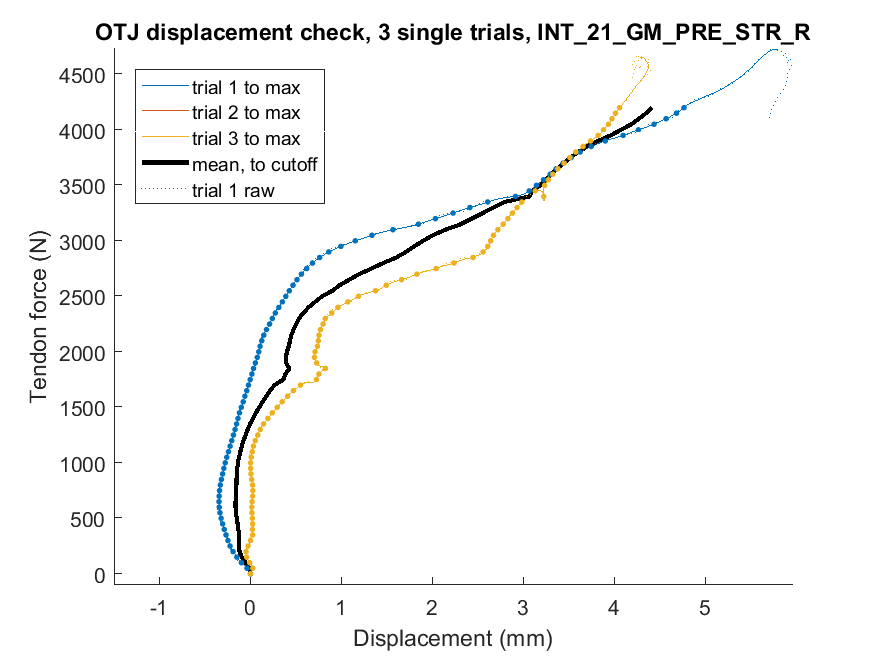 OTJ displacement check, 3 single trials, INT_21_GM_PRE_STR_R
4500
4000
3500
3000
2500
2000
1500
1000
500
0
Tendon force (N)
trial 1 to max
trial 2 to max
trial 3 to max
mean, to cutoff
trial 1 raw
-1 0 1 2 3 4 5
Displacement (mm)